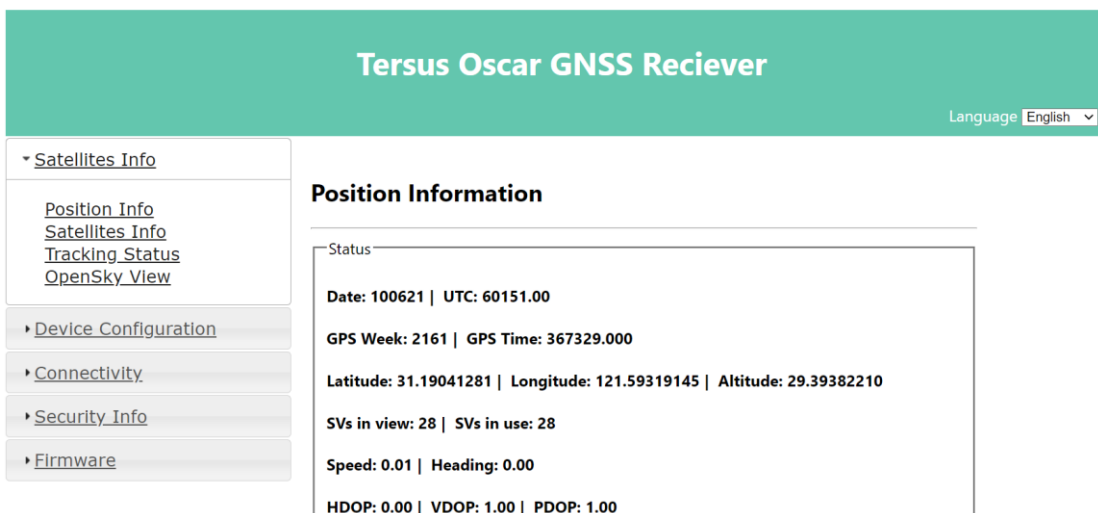 Tersus Oscar GNSS Reciever
Language English
Satellites Info
Position Info
Satellites Info
Tracking Status
OpenSky View
Device Configuration
Connectivity
Security Info
Firmware
Position Information
Status
Date: 100621 | UTC: 60151.00
GPS Week: 2161 | GPS Time: 367329.000
Latitude: 31.19041281 | Longitude: 121.59319145 | Altitude: 29.39382210
SVs in view: 28 | SVs in use: 28
Speed: 0.01 | Heading: 0.00
HDOP: 0.00 | VDOP: 1.00 | PDOP: 1.00